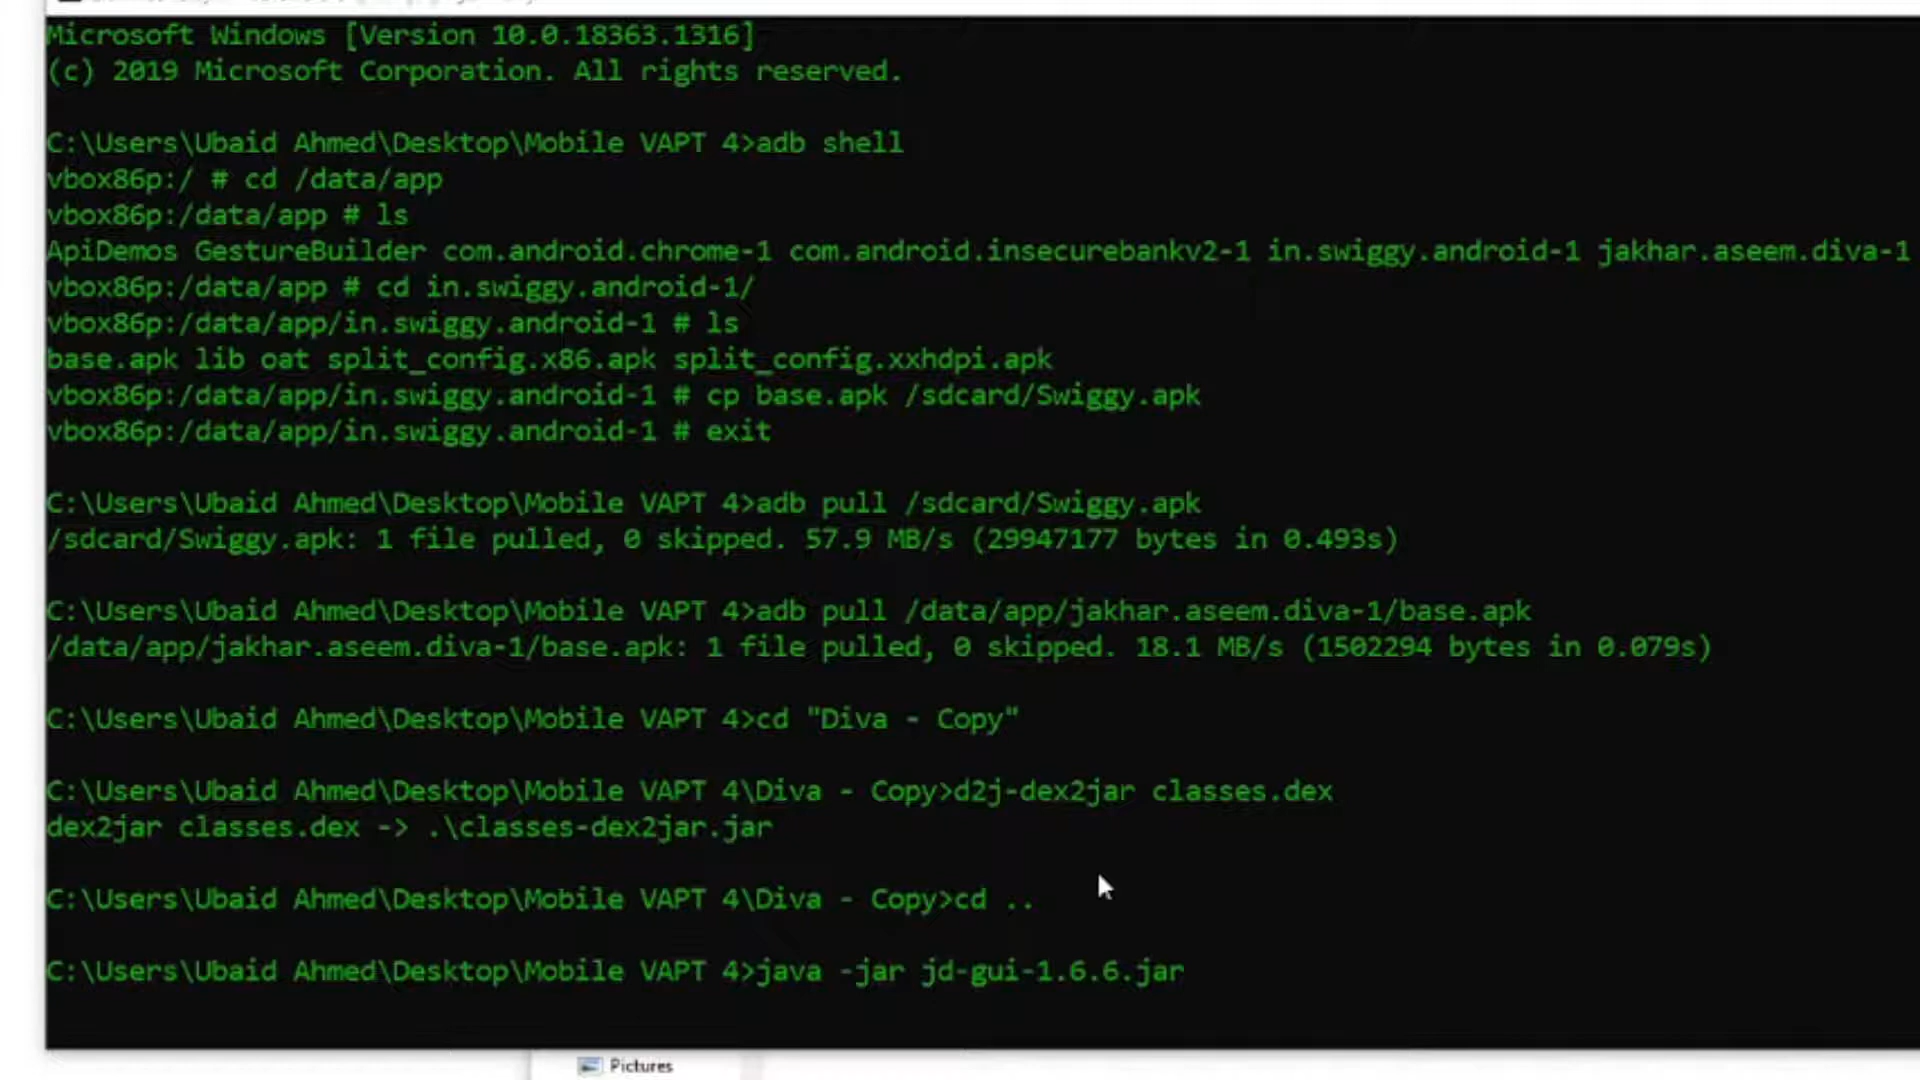 Microsoft Windows [Version 10.0.18363.1316]
(c) 2019 Microsoft Corporation. All rights reserved.
C:\Users\Ubaid Ahmed\Desktop\Mobile VAPT 4>adb shell
vbox86p:/ # cd /data/app
vbox86p:/data/app # ls
ApiDemos GestureBuilder com.android.chrome-1 com.android.insecurebankv2-1 in.swiggy.android-1 jakhar.aseem.diva-1
vbox86p:/data/app # cd in.swiggy.android-1/
vbox86p:/data/app/in.swiggy.android-1 # ls
base.apk lib oat split_config.x86.apk split_config.xxhdpi.apk
vbox86p:/data/app/in.swiggy.android-1 # cp base.apk /sdcard/Swiggy.apk
vbox86p:/data/app/in.swiggy.android-1 # exit
C:\Users\Ubaid Ahmed\Desktop\Mobile VAPT 4>adb pull /sdcard/Swiggy.apk
/sdcard/Swiggy.apk: 1 file pulled, 0 skipped. 57.9 MB/s (29947177 bytes in 0.493s)
C:\Users\Ubaid Ahmed\Desktop\Mobile VAPT 4>adb pull /data/app/jakhar.aseem.diva-1/base.apk
/data/app/jakhar.aseem.diva-1/base.apk: 1 file pulled, 0 skipped. 18.1 MB/s (1502294 bytes in 0.079s)
C:\Users\Ubaid Ahmed\Desktop\Mobile VAPT 4>cd "Diva - Copy"
C:\Users\Ubaid Ahmed\Desktop\Mobile VAPT 4\Diva - Copy>d2j-dex2jar classes.dex
dex2jar classes.dex -> .\classes-dex2jar.jar
C:\Users\Ubaid Ahmed\Desktop\Mobile VAPT 4\Diva - Copy>cd ..
C:\Users\Ubaid Ahmed\Desktop\Mobile VAPT 4>java -jar jd-gui-1.6.6.jar
Pictures